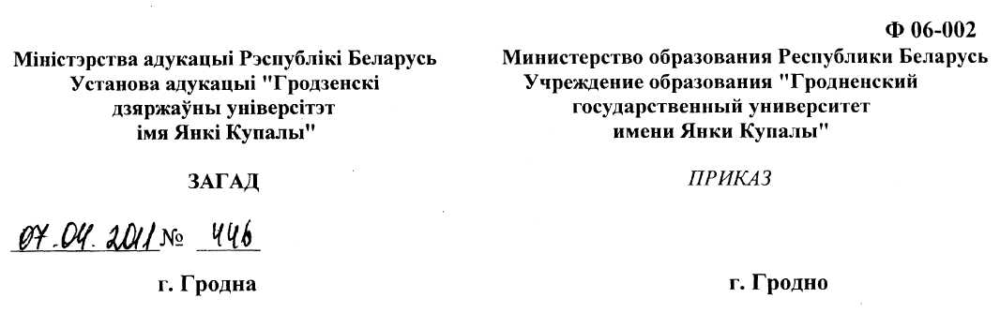 Ф 06-002
Міністэрства адукацыі Рэспублікі Беларусь
Установа адукацыі "Гродзенскі
дзяржаўны універсітэт
імя Янкі Купалы"
ЗАГАД
07.04.2011 № 446
г. Гродна
Министерство образования Республики Беларусь
Учреждение образования "Гродненский
государственный университет
имени Янки Купалы"
ПРИКАЗ
г. Гродно